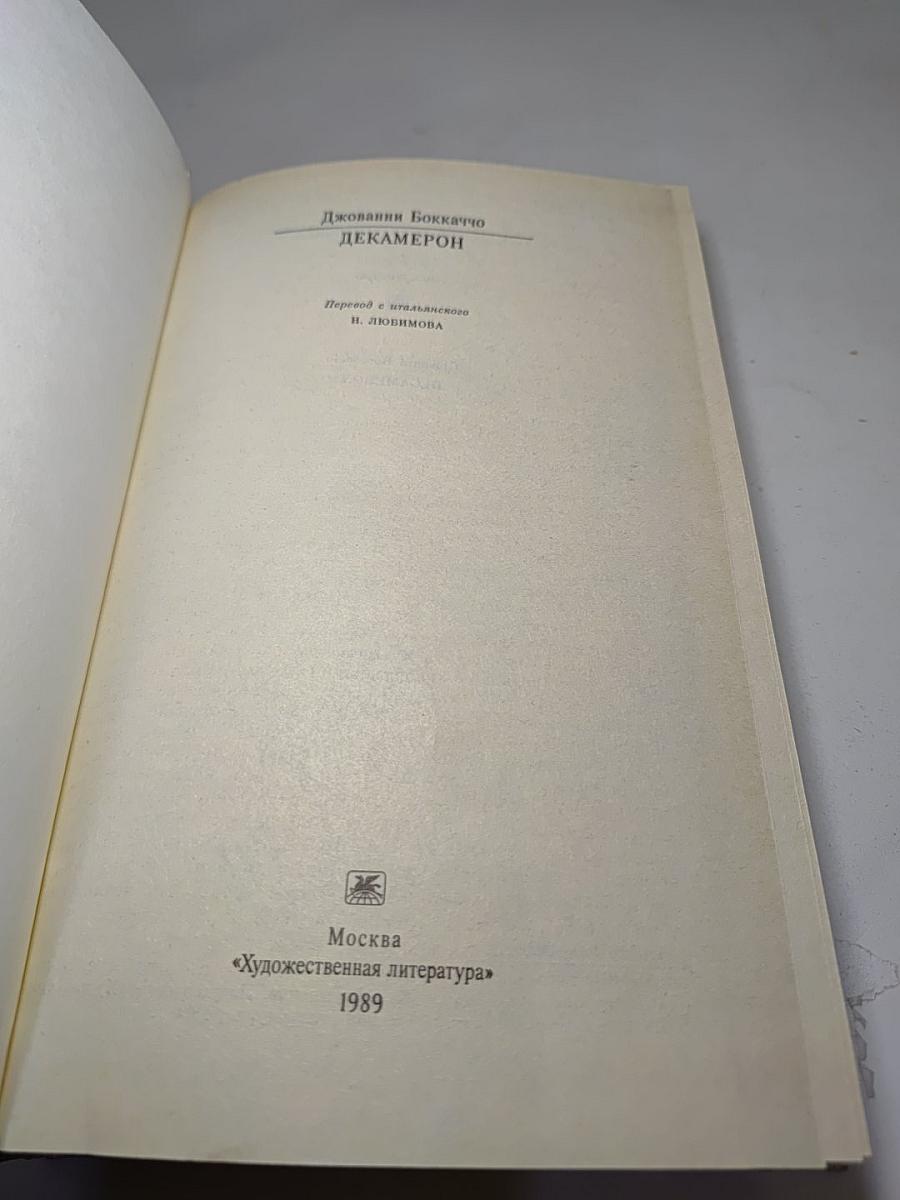 Джованни Боккаччо
ДЕКАМЕРОН
Перевод с итальянского
Н. ЛЮБИМОВА
Москва
«Художественная литература»
1989